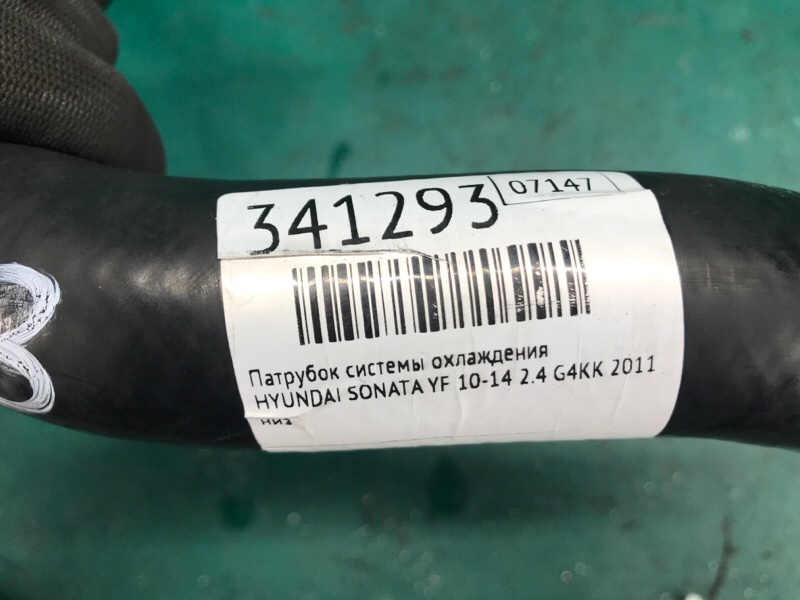 341293
07147
Патрубок системы охлаждения
HYUNDAI SONATA YF 10-14 2.4 G4KK 2011
низ